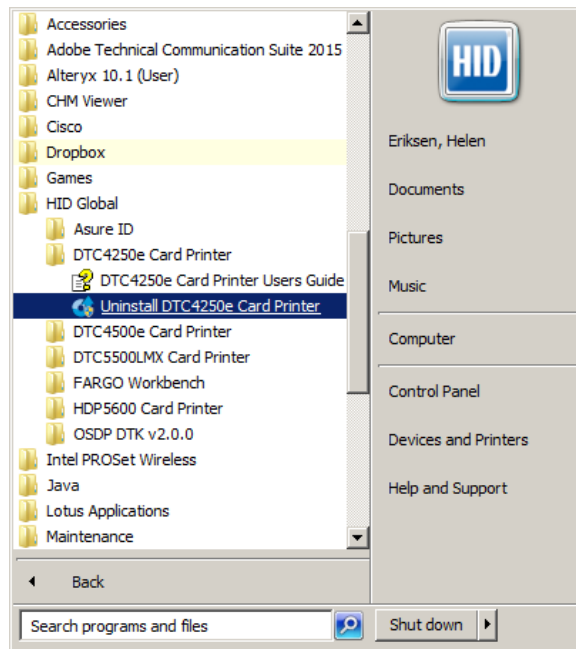 Accessories
Adobe Technical Communication Suite 2015
Alteryx 10.1 (User)
CHM Viewer
Cisco
Dropbox
Games
HID Global
Asure ID
DTC4250e Card Printer
DTC4250e Card Printer Users Guide
Uninstall DTC4250e Card Printer
DTC4500e Card Printer
DTC5500LMX Card Printer
FARGO Workbench
HDP5600 Card Printer
OSDP DTK v2.0.0
Intel PROSet Wireless
Java
Lotus Applications
Maintenance
Back
Search programs and files
HID
Eriksen, Helen
Documents
Pictures
Music
Computer
Control Panel
Devices and Printers
Help and Support
Shut down